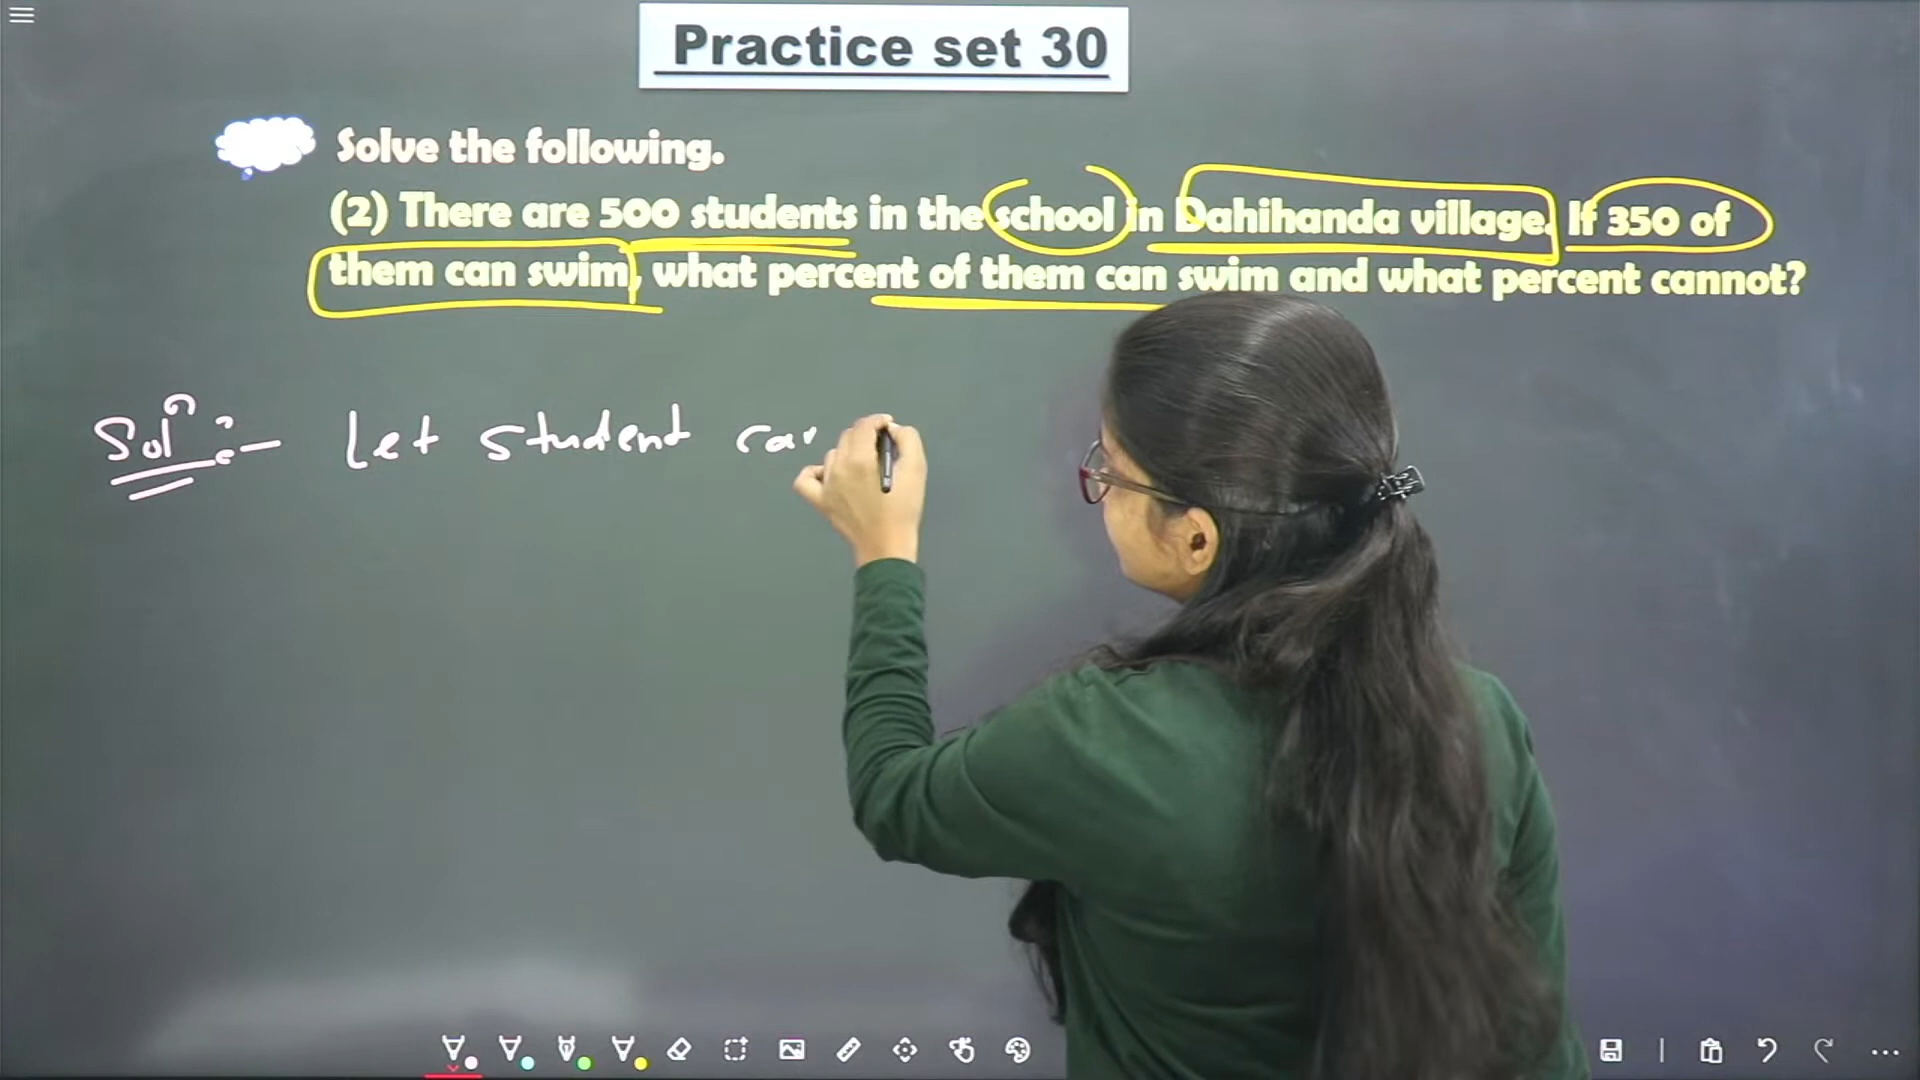 Practice set 30
Solve the following.
(2) There are 500 students in the school in Dahihanda village. If 350 of
them can swim, what percent of them can swim and what percent cannot?
Solⁿ :- Let student